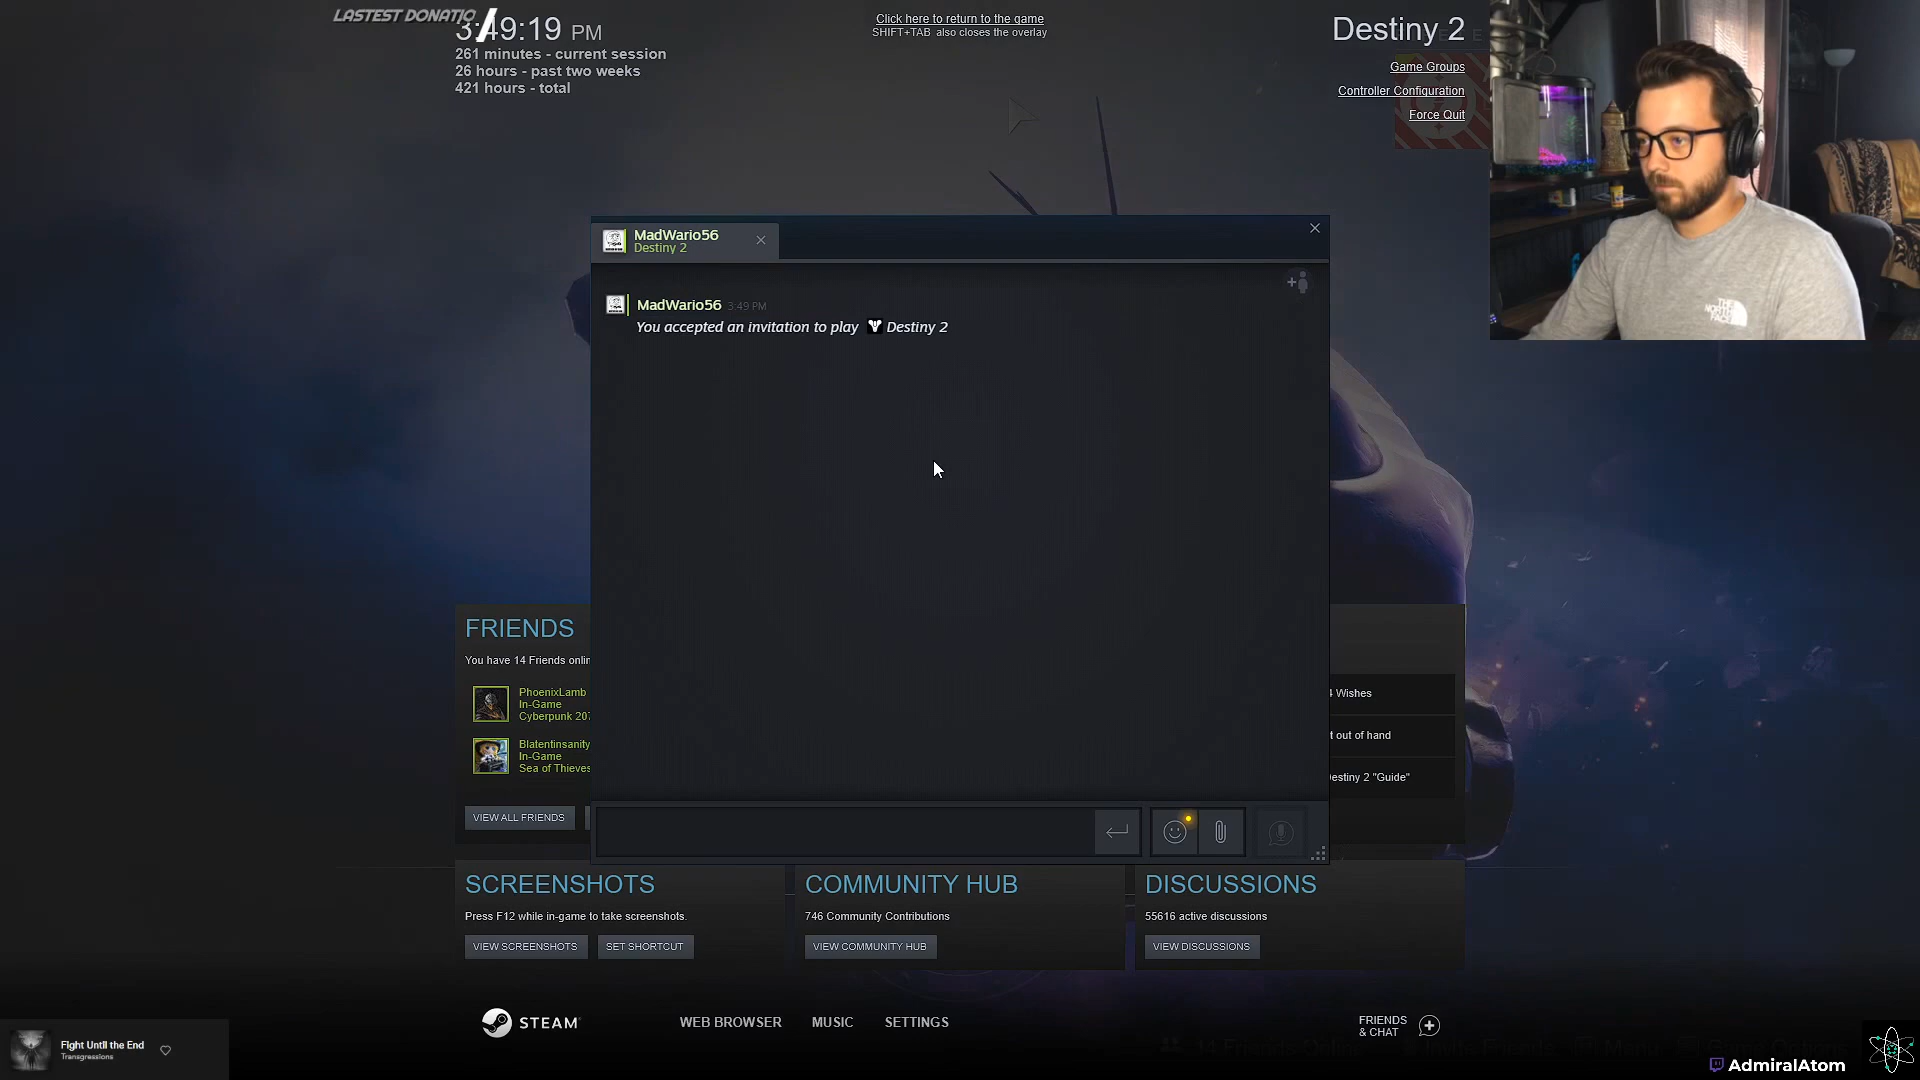 LASTEST DONATIO
3:49:19 PM
261 minutes - current session
26 hours - past two weeks
421 hours - total
Click here to return to the game
SHIFT+TAB also closes the overlay
Destiny 2
Game Groups
Controller Configuration
Force Quit
THE NORTH FACE
MadWario56
Destiny 2
MadWario56 3:49 PM
You accepted an invitation to play Destiny 2
FRIENDS
You have 14 Friends onlin
PhoenixLamb
In-Game
Cyberpunk 207
Blatentinsanity
In-Game
Sea of Thieves
VIEW ALL FRIENDS
4 Wishes
t out of hand
Destiny 2 "Guide"
SCREENSHOTS
Press F12 while in-game to take screenshots.
VIEW SCREENSHOTS
SET SHORTCUT
COMMUNITY HUB
746 Community Contributions
VIEW COMMUNITY HUB
DISCUSSIONS
55616 active discussions
VIEW DISCUSSIONS
STEAM
WEB BROWSER
MUSIC
SETTINGS
FRIENDS
& CHAT
Fight Until the End
Transgressions
AdmiralAtom